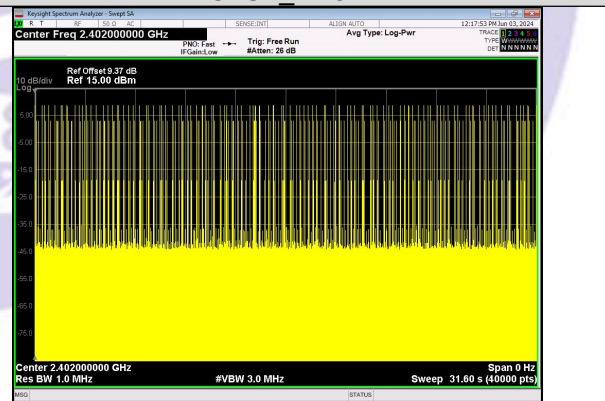 Keysight Spectrum Analyzer - Swept SA
R T RF 50 Ω AC SENSE:INT ALIGN AUTO 12:17:53 PM Jun 03, 2024
Center Freq 2.402000000 GHz
PNO: Fast
IFGain:Low
Trig: Free Run
#Atten: 26 dB
Avg Type: Log-Pwr
TRACE 1 2 3 4 5 6
TYPE WWWWWW
DET N N N N N N
Ref Offset 9.37 dB
10 dB/div Ref 15.00 dBm
Log
5.00
-5.00
-15.0
-25.0
-35.0
-45.0
-55.0
-65.0
-75.0
Center 2.402000000 GHz Span 0 Hz
Res BW 1.0 MHz #VBW 3.0 MHz Sweep 31.60 s (40000 pts)
MSG STATUS